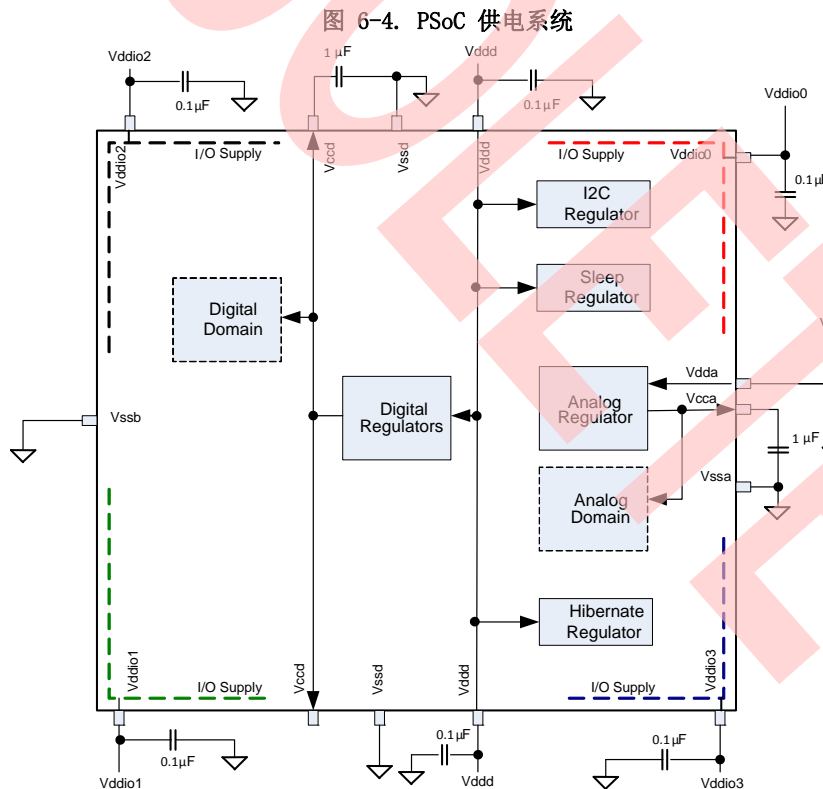 图 6-4. PSoC 供电系统
Vddio2
0.1µF
1 µF
Vddd
0.1µF
Vddio0
0.1µF
I/O Supply
Vddio2
Vccd
Vssd
Vddd
I/O Supply
Vddio0
I2C
Regulator
Sleep
Regulator
Digital
Domain
Digital
Regulators
Analog
Regulator
Vdda
Vcca
1 µF
Vssa
Analog
Domain
Vssb
Hibernate
Regulator
Vddio1
I/O Supply
Vccd
Vssd
Vddd
I/O Supply
Vddio3
0.1µF
Vddio1
0.1µF
Vddd
0.1µF
Vddio3